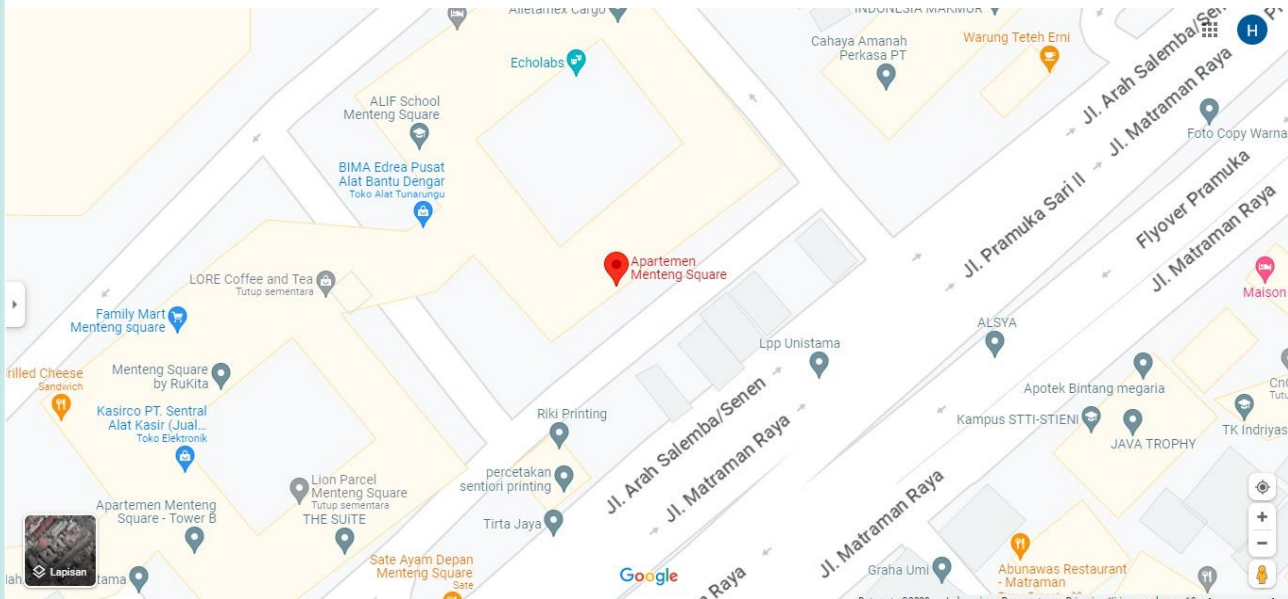 Alletamex Cargo
INDONESIA MAKMUR
Echolabs
Cahaya Amanah
Perkasa PT
Warung Teteh Erni
Jl. Arah Salemba/Senen
Jl. Matraman Raya
H
ALIF School
Menteng Square
Foto Copy Warna
BIMA Edrea Pusat
Alat Bantu Dengar
Toko Alat Tunarungu
Jl. Pramuka Sari II
Flyover Pramuka
Jl. Matraman Raya
Apartemen
Menteng Square
LORE Coffee and Tea
Tutup sementara
Maison
Family Mart
Menteng square
ALSYA
Lpp Unistama
Menteng Square
by RuKita
rilled Cheese
Sandwich
Apotek Bintang megaria
Kasirco PT. Sentral
Alat Kasir (Jual...
Toko Elektronik
Riki Printing
Jl. Arah Salemba/Senen
Jl. Matraman Raya
Kampus STTI-STIENI
JAVA TROPHY
TK Indriyas
Lion Parcel
Menteng Square
Tutup sementara
percetakan
sentiori printing
Apartemen Menteng
Square - Tower B
THE SUITE
Tirta Jaya
Jl. Matraman Raya
Sate Ayam Depan
Menteng Square
Sate
Lapisan
tama
Google
Raya
Graha Umi
Abunawas Restaurant
- Matraman